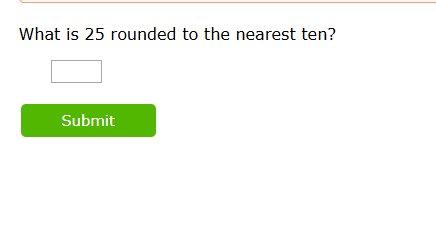 What is 25 rounded to the nearest ten?
Submit